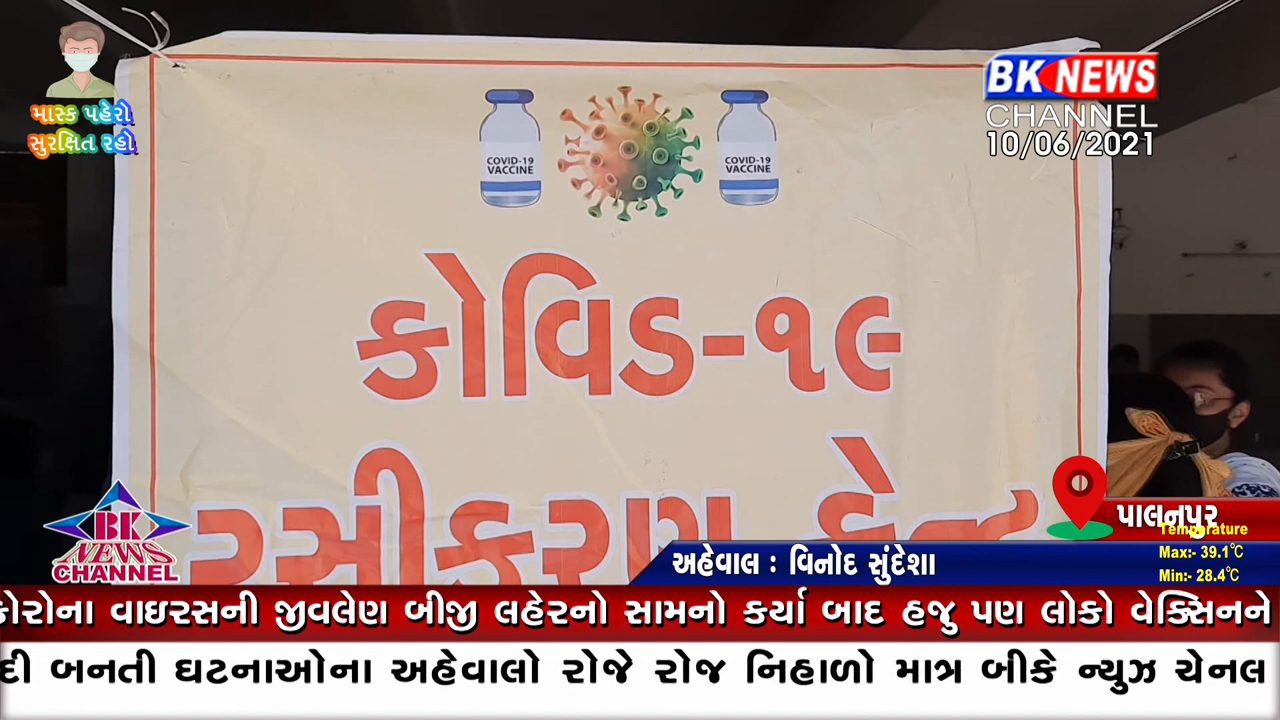 માસ્ક પહેરો
સુરક્ષિત રહો
BK NEWS
CHANNEL
10/06/2021
COVID-19
VACCINE
COVID-19
VACCINE
કોવિડ-૧૯
રસીકરણ
પાલનપુર
Temperature
Max:- 39.1℃
Min:- 28.4℃
અહેવાલ : વિનોદ સુંદેશા
BK
NEWS
CHANNEL
કોરોના વાઇરસની જીવલેણ બીજી લહેરનો સામનો કર્યા બાદ હજુ પણ લોકો વેક્સિનને
દી બનતી ઘટનાઓના અહેવાલો રોજે રોજ નિહાળો માત્ર બીકે ન્યુઝ ચેનલ